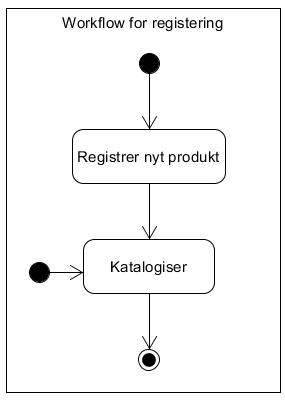 Workflow for registering
Registrer nyt produkt
Katalogiser